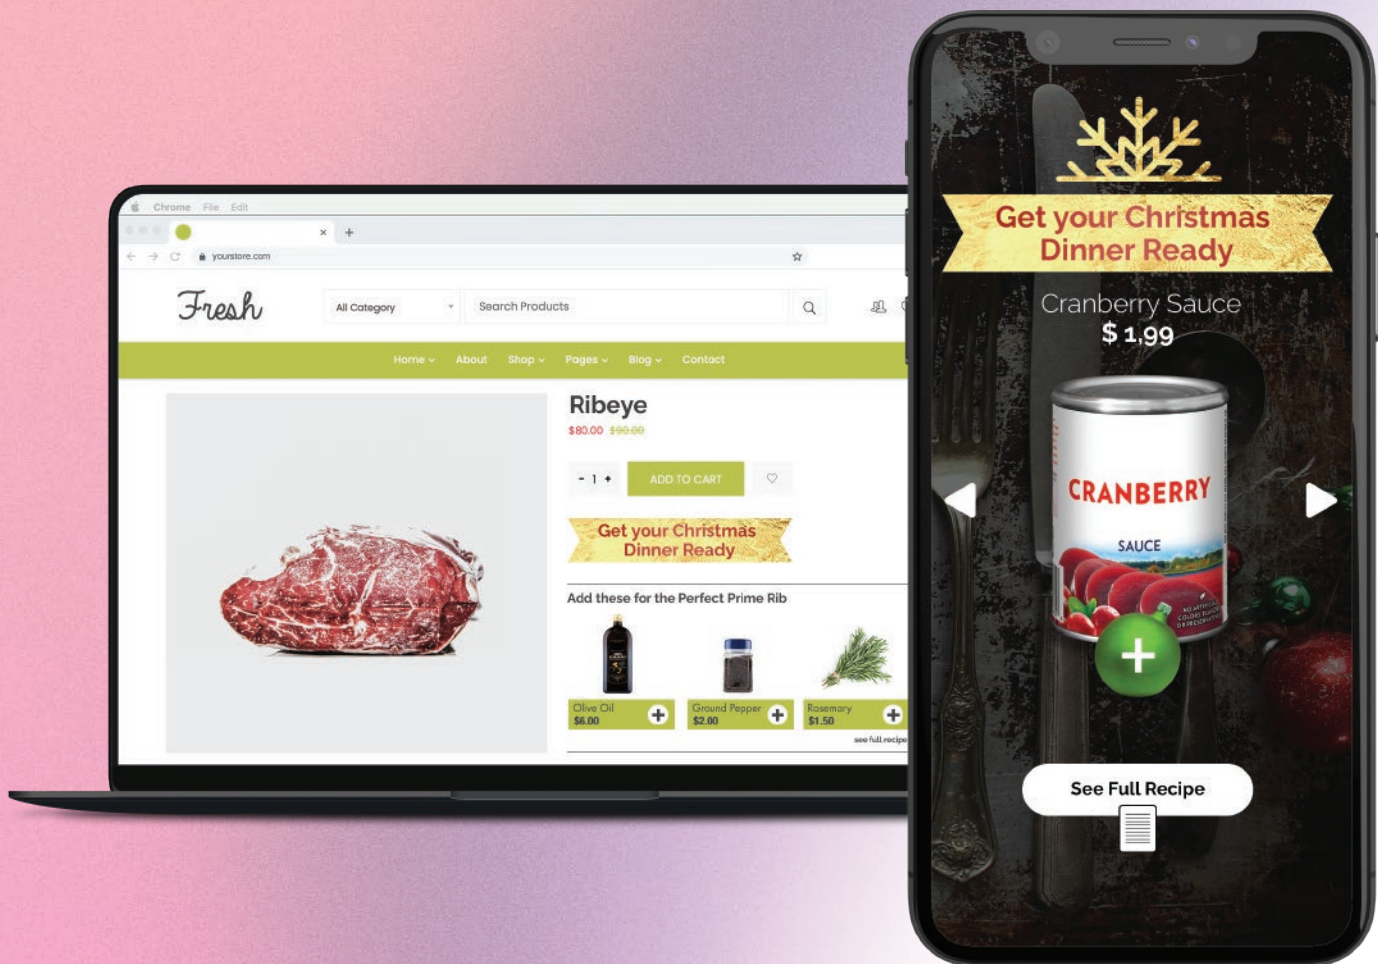 Chrome File Edit
yourstore.com
Fresh
All Category
Search Products
Home
About
Shop
Pages
Blog
Contact
Ribeye
$80.00 $90.00
- 1 +
ADD TO CART
Get your Christmas
Dinner Ready
Add these for the Perfect Prime Rib
Olive Oil
$6.00
Ground Pepper
$2.00
Rosemary
$1.50
see full recipe
Get your Christmas
Dinner Ready
Cranberry Sauce
$ 1,99
CRANBERRY
SAUCE
NO ARTIFICIAL
COLORS
+
See Full Recipe